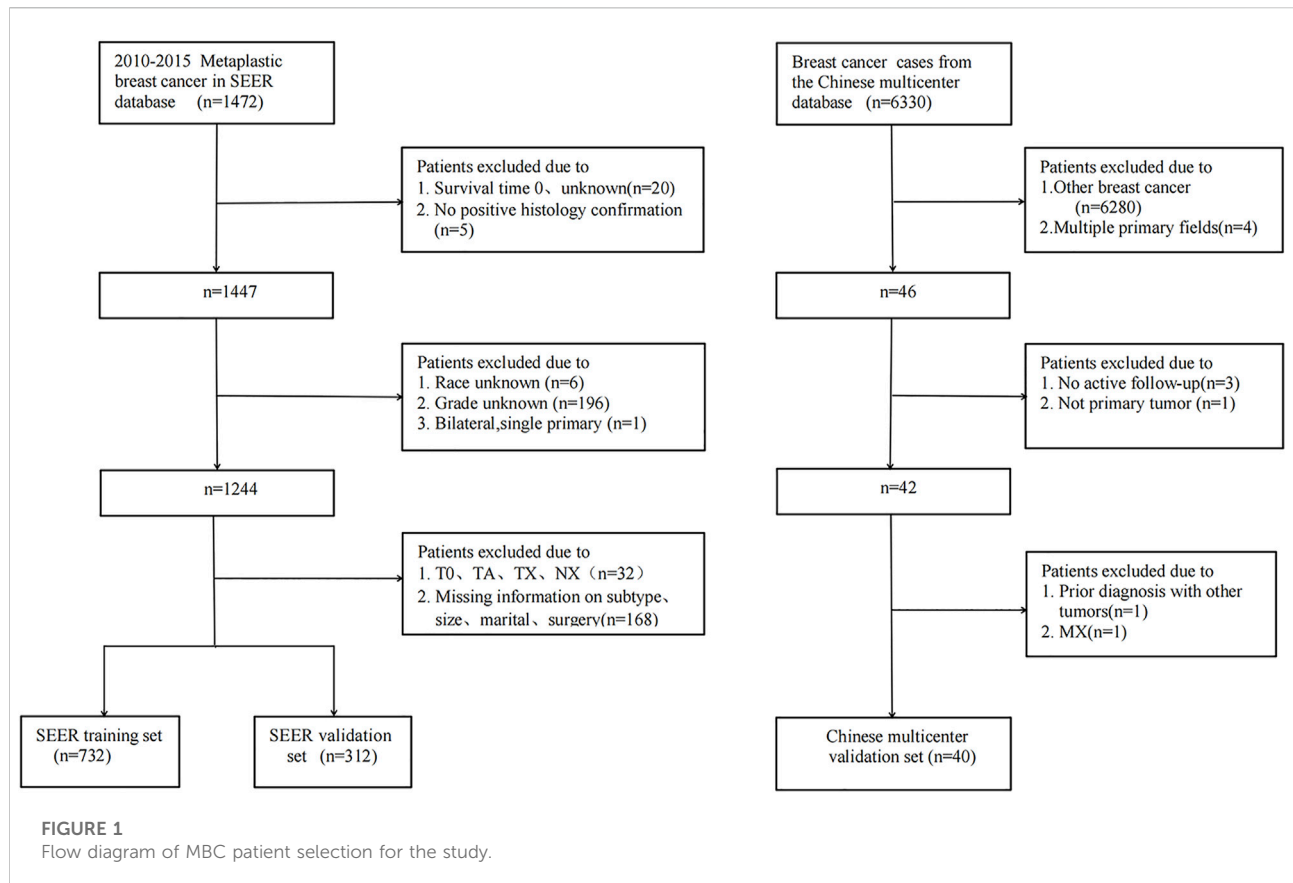 2010-2015 Metaplastic
breast cancer in SEER
database (n=1472)
Patients excluded due to
1. Survival time 0、unknown(n=20)
2. No positive histology confirmation
(n=5)
n=1447
Patients excluded due to
1. Race unknown (n=6)
2. Grade unknown (n=196)
3. Bilateral,single primary (n=1)
n=1244
Patients excluded due to
1. T0、TA、TX、NX（n=32）
2. Missing information on subtype、
size、marital、surgery(n=168)
SEER training set
(n=732)
SEER validation
set (n=312)
Breast cancer cases from
the Chinese multicenter
database (n=6330)
Patients excluded due to
1.Other breast cancer
(n=6280)
2.Multiple primary fields(n=4)
n=46
Patients excluded due to
1. No active follow-up(n=3)
2. Not primary tumor (n=1)
n=42
Patients excluded due to
1. Prior diagnosis with other
tumors(n=1)
2. MX(n=1)
Chinese multicenter
validation set (n=40)
FIGURE 1
Flow diagram of MBC patient selection for the study.